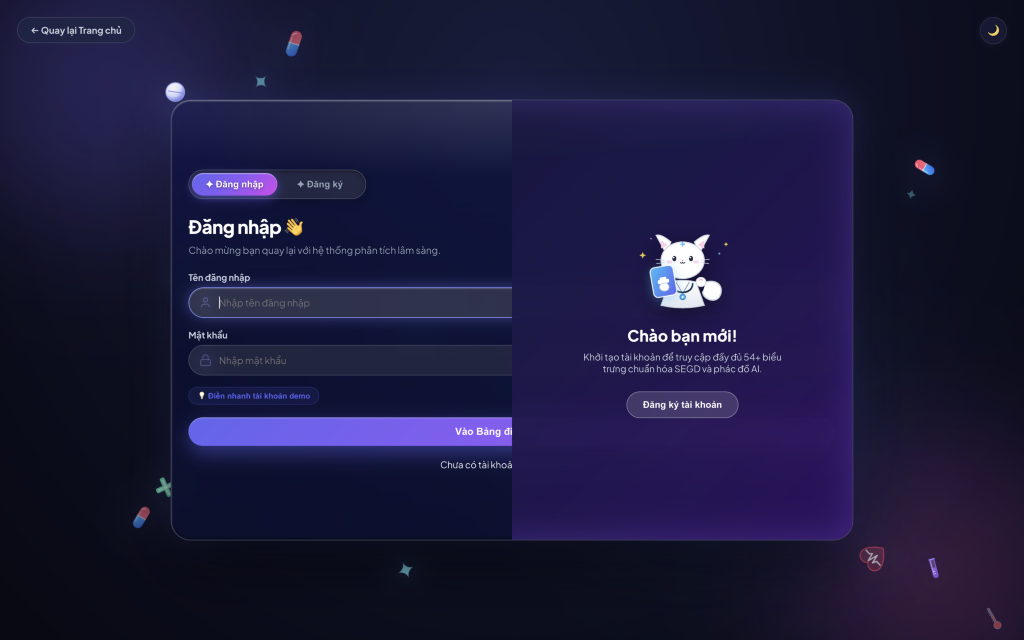 ← Quay lại Trang chủ
✦ Đăng nhập
✦ Đăng ký
Đăng nhập 👋
Chào mừng bạn quay lại với hệ thống phân tích lâm sàng.
Tên đăng nhập
Nhập tên đăng nhập
Mật khẩu
Nhập mật khẩu
💡 Điền nhanh tài khoản demo
Vào Bảng đi
Chưa có tài khoả
Chào bạn mới!
Khởi tạo tài khoản để truy cập đầy đủ 54+ biểu
trưng chuẩn hóa SEGD và phác đồ AI.
Đăng ký tài khoản